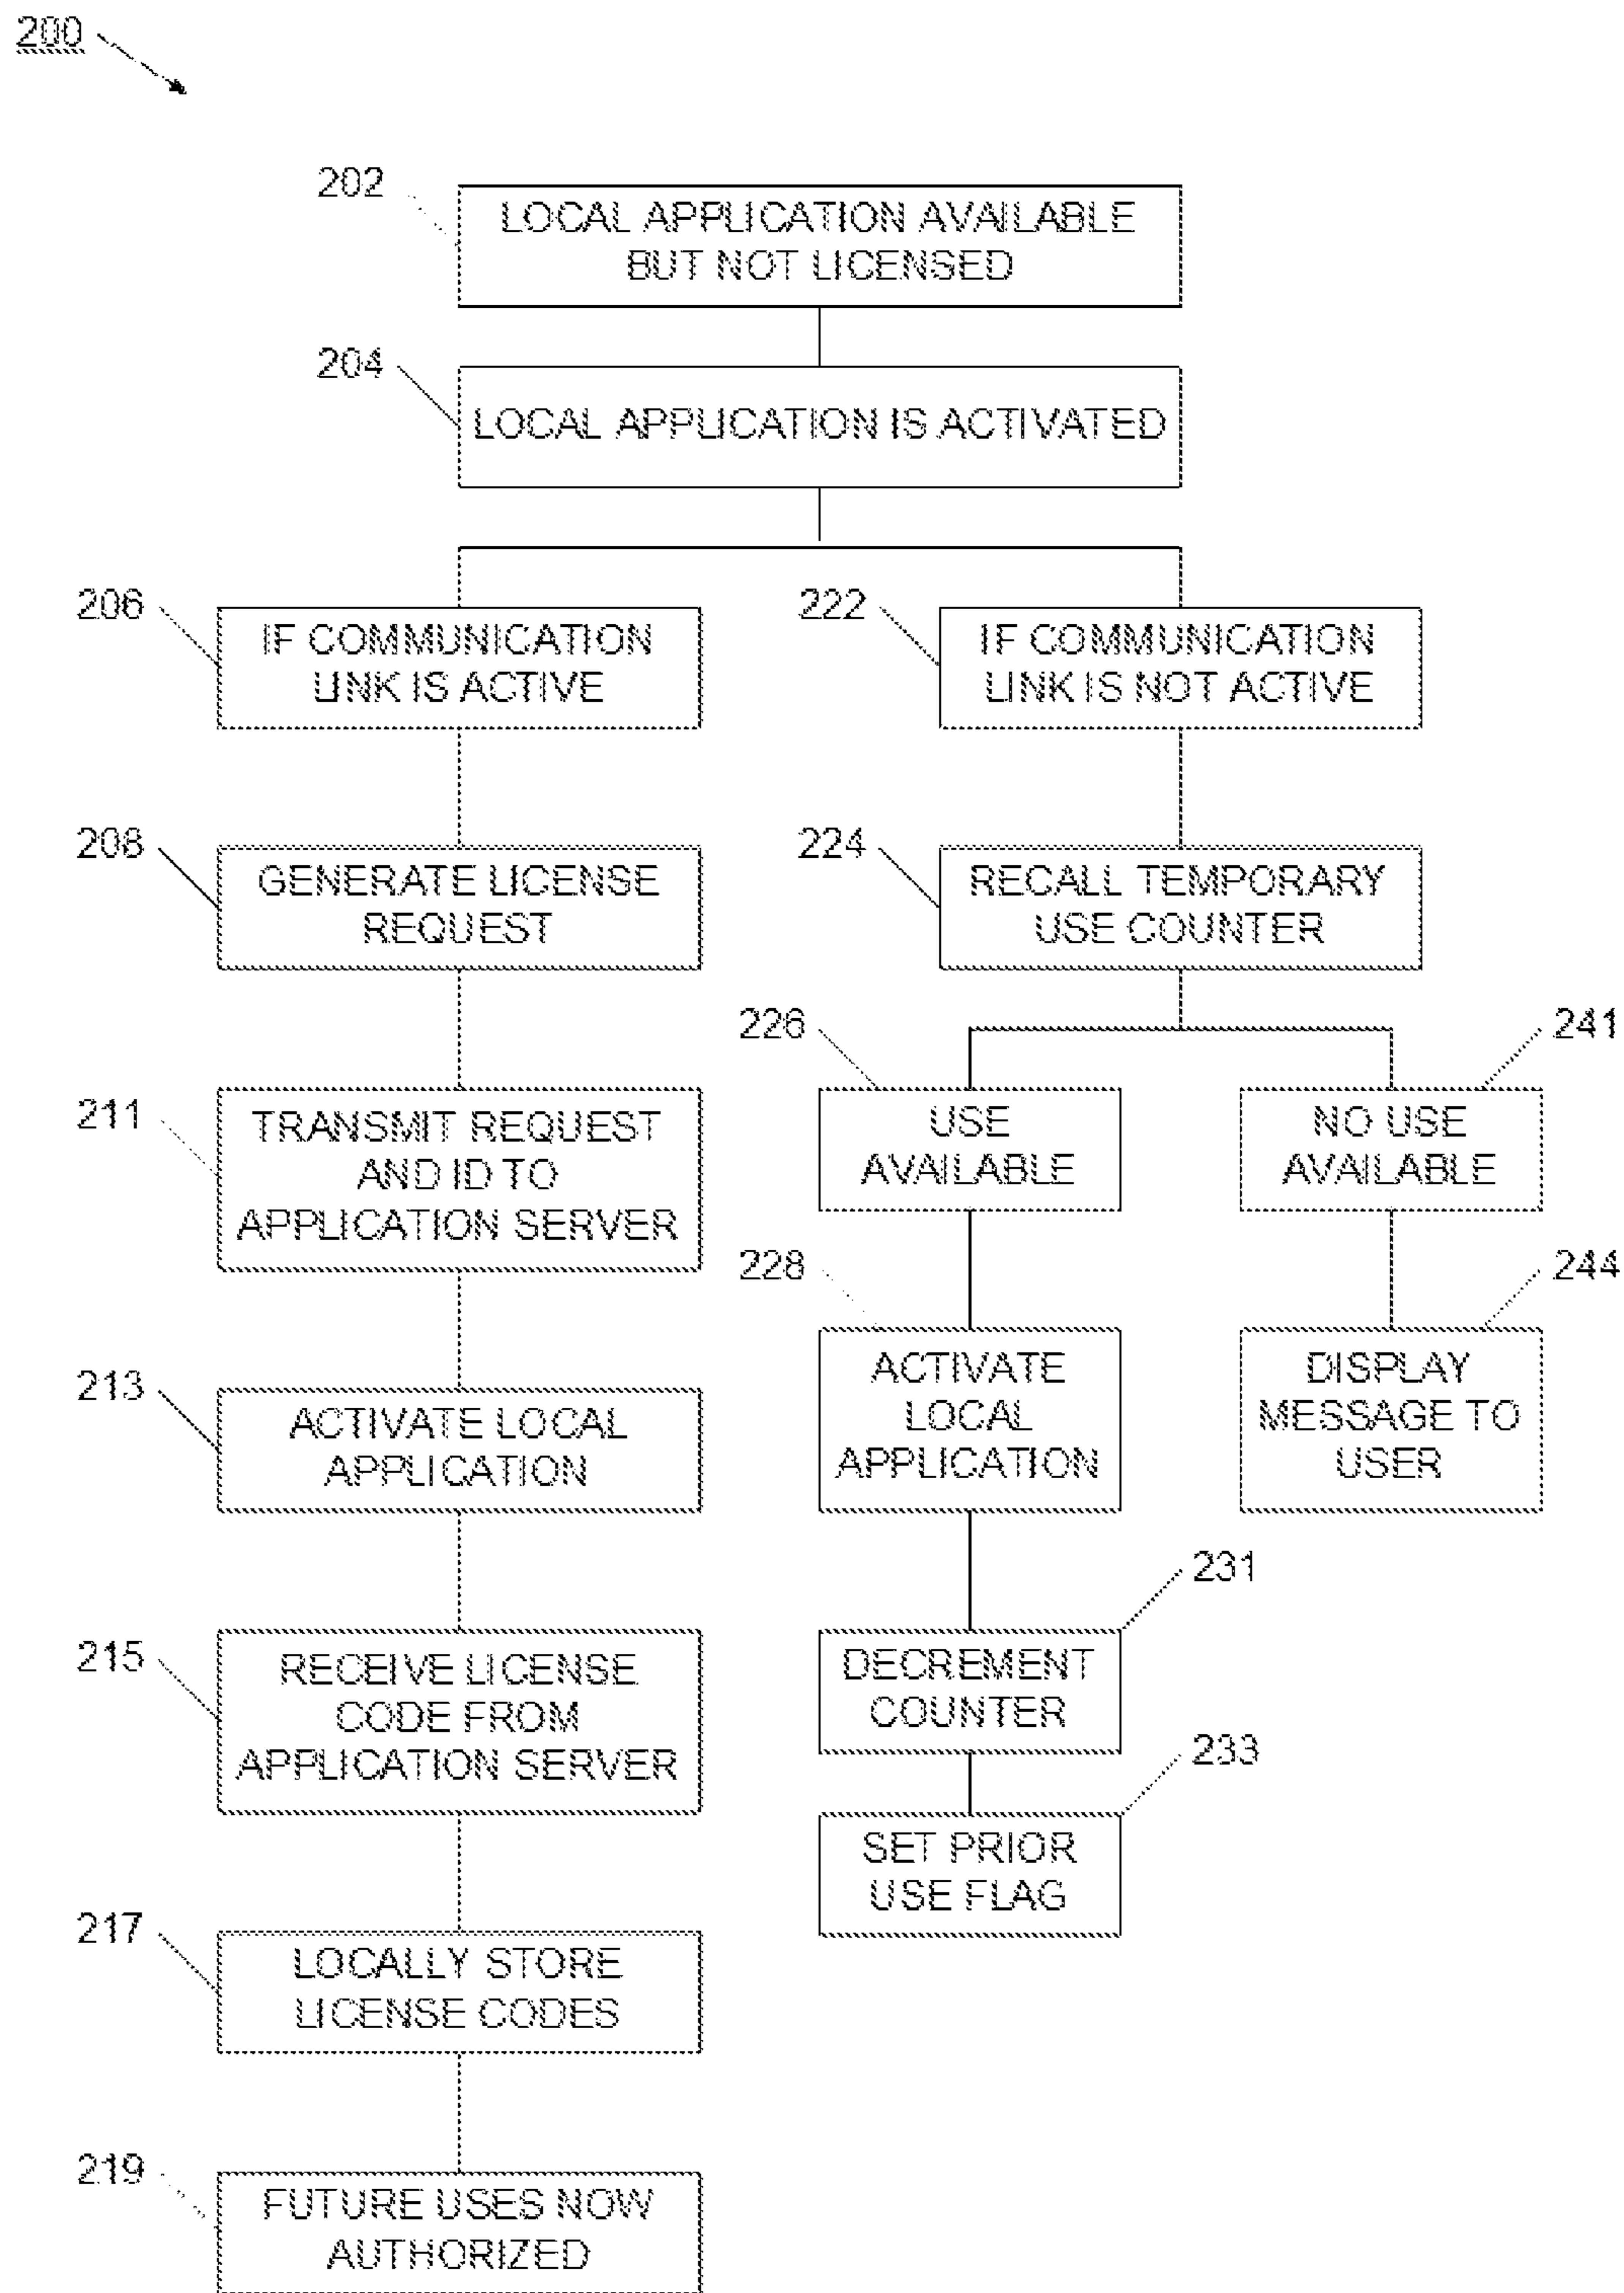 200
202
LOCAL APPLICATION AVAILABLE
BUT NOT LICENSED
204
LOCAL APPLICATION IS ACTIVATED
206
IF COMMUNICATION
LINK IS ACTIVE
222
IF COMMUNICATION
LINK IS NOT ACTIVE
208
GENERATE LICENSE
REQUEST
224
RECALL TEMPORARY
USE COUNTER
211
TRANSMIT REQUEST
AND ID TO
APPLICATION SERVER
226
USE
AVAILABLE
241
NO USE
AVAILABLE
213
ACTIVATE LOCAL
APPLICATION
228
ACTIVATE
LOCAL
APPLICATION
244
DISPLAY
MESSAGE TO
USER
215
RECEIVE LICENSE
CODE FROM
APPLICATION SERVER
231
DECREMENT
COUNTER
233
SET PRIOR
USE FLAG
217
LOCALLY STORE
LICENSE CODES
219
FUTURE USES NOW
AUTHORIZED